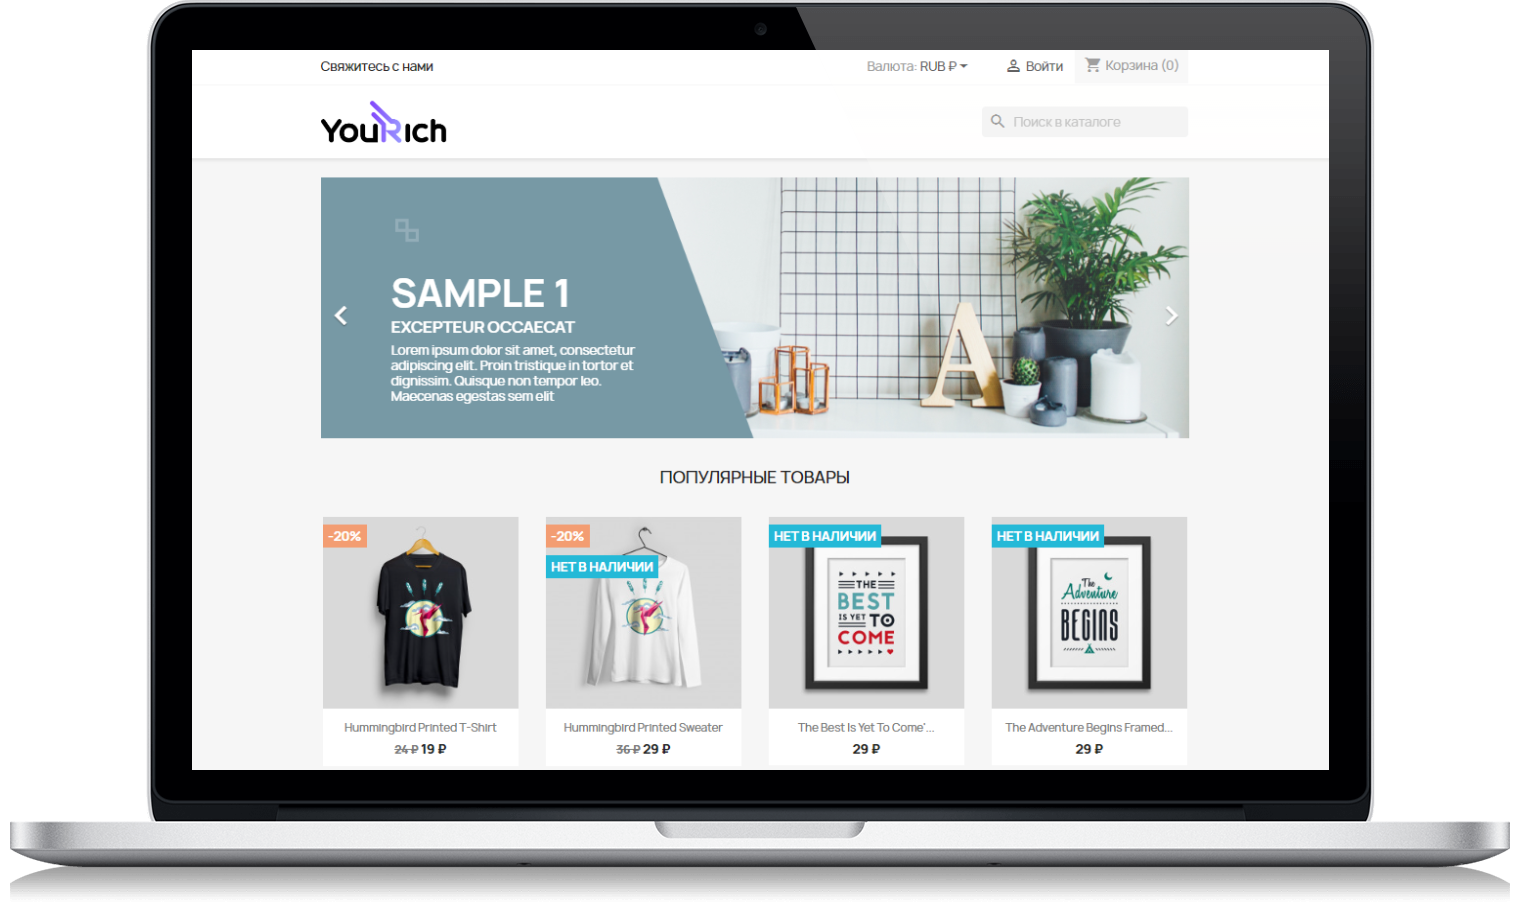 Свяжитесь с нами
Валюта: RUB ₽
Войти
Корзина (0)
YouRich
Поиск в каталоге
SAMPLE 1
EXCEPTEUR OCCAECAT
Lorem ipsum dolor sit amet, consectetur
adipiscing elit. Proin tristique in tortor et
dignissim. Quisque non tempor leo.
Maecenas egestas sem elit
A
ПОПУЛЯРНЫЕ ТОВАРЫ
-20%
Hummingbird Printed T-Shirt
24 ₽ 19 ₽
-20%
НЕТ В НАЛИЧИИ
Hummingbird Printed Sweater
36 ₽ 29 ₽
НЕТ В НАЛИЧИИ
THE
BEST
IS YET TO
COME
The Best Is Yet To Come'...
29 ₽
НЕТ В НАЛИЧИИ
The
Adventure
BEGINS
The Adventure Begins Framed...
29 ₽